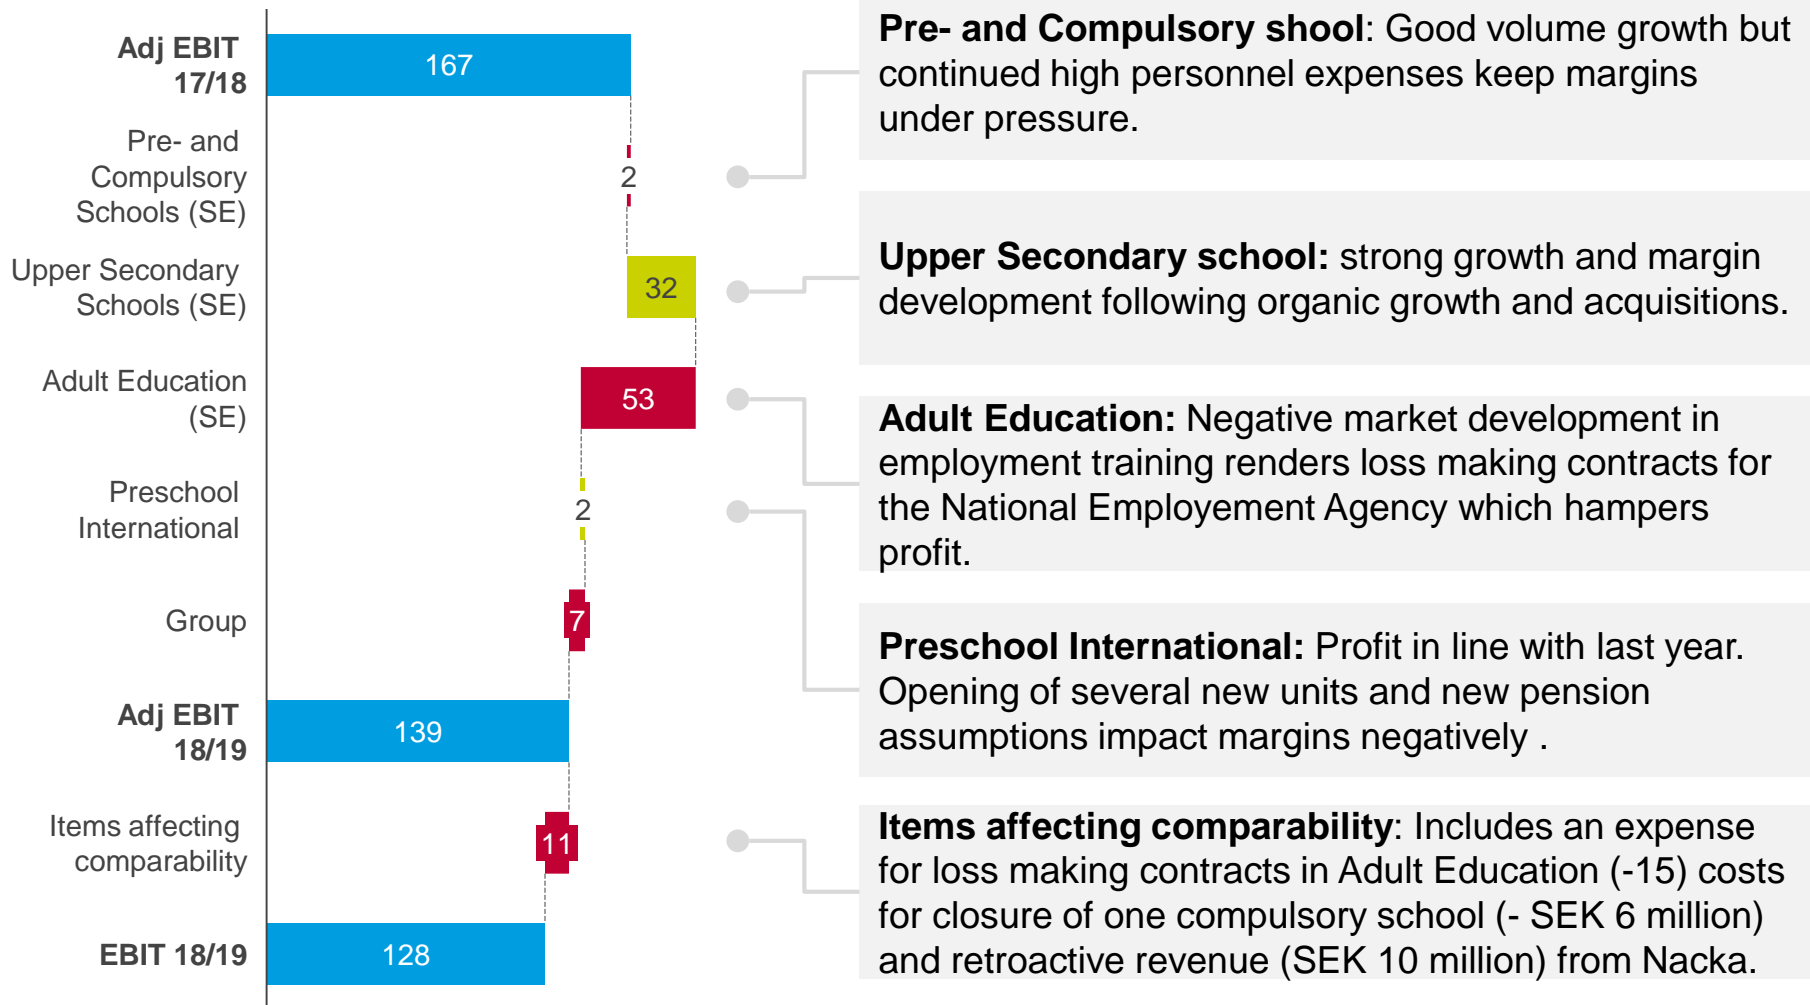 Adj EBIT
17/18
167
Pre- and
Compulsory
Schools (SE)
2
Upper Secondary
Schools (SE)
32
Adult Education
(SE)
53
Preschool
International
2
Group
7
Adj EBIT
18/19
139
Items affecting
comparability
11
EBIT 18/19
128
Pre- and Compulsory shool: Good volume growth but
continued high personnel expenses keep margins
under pressure.
Upper Secondary school: strong growth and margin
development following organic growth and acquisitions.
Adult Education: Negative market development in
employment training renders loss making contracts for
the National Employement Agency which hampers
profit.
Preschool International: Profit in line with last year.
Opening of several new units and new pension
assumptions impact margins negatively .
Items affecting comparability: Includes an expense
for loss making contracts in Adult Education (-15) costs
for closure of one compulsory school (- SEK 6 million)
and retroactive revenue (SEK 10 million) from Nacka.